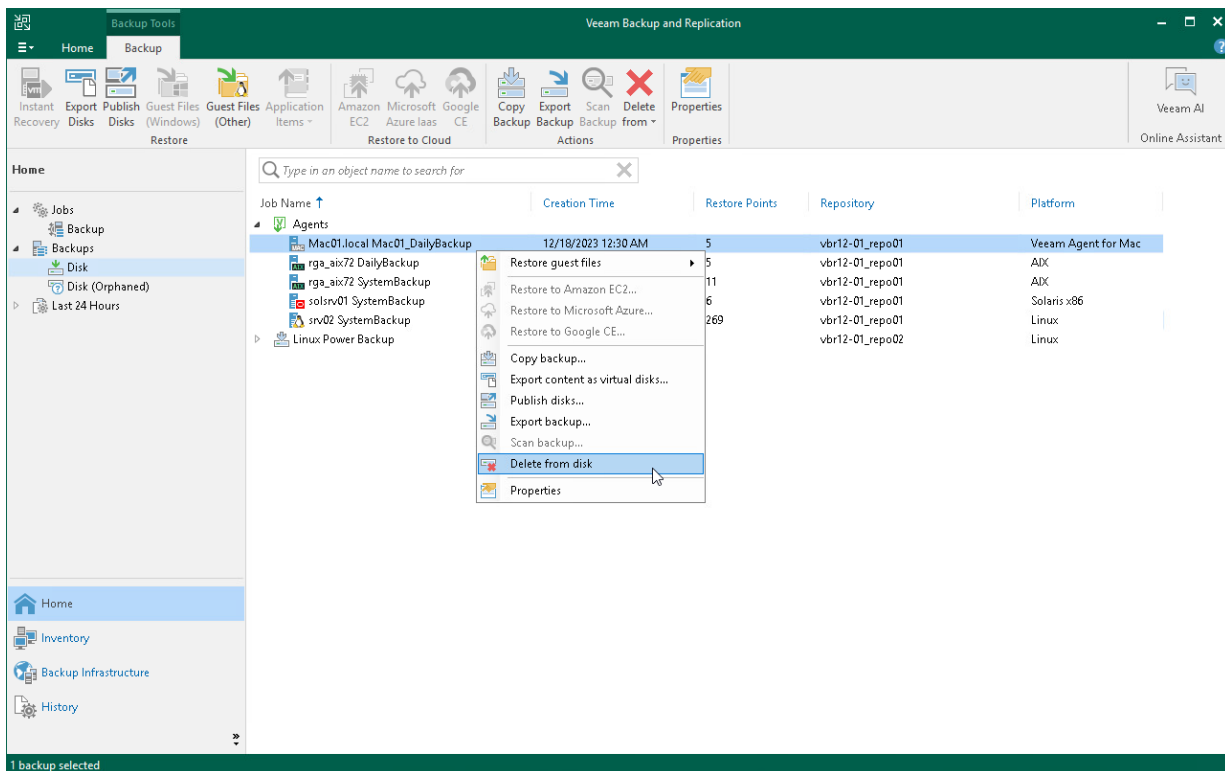 Backup Tools
Veeam Backup and Replication
Home Backup
Instant Recovery
Export Disks
Publish Disks
Guest Files (Windows)
Guest Files (Other)
Application Items
Restore
Amazon EC2
Microsoft Azure Iaas
Google CE
Restore to Cloud
Copy Backup
Export Backup
Scan Backup
Delete from
Actions
Properties
Properties
Veeam AI
Online Assistant
Home
Jobs
Backup
Backups
Disk
Disk (Orphaned)
Last 24 Hours
Type in an object name to search for
Job Name Creation Time Restore Points Repository Platform
Agents
Mac01.local Mac01_DailyBackup 12/18/2023 12:30 AM 5 vbr12-01_repo01 Veeam Agent for Mac
rga_aix72 DailyBackup 5 vbr12-01_repo01 AIX
rga_aix72 SystemBackup 11 vbr12-01_repo01 AIX
solsrv01 SystemBackup 6 vbr12-01_repo01 Solaris x86
srv02 SystemBackup 269 vbr12-01_repo01 Linux
Linux Power Backup vbr12-01_repo02 Linux
Restore guest files
Restore to Amazon EC2...
Restore to Microsoft Azure...
Restore to Google CE...
Copy backup...
Export content as virtual disks...
Publish disks...
Export backup...
Scan backup...
Delete from disk
Properties
Home
Inventory
Backup Infrastructure
History
1 backup selected